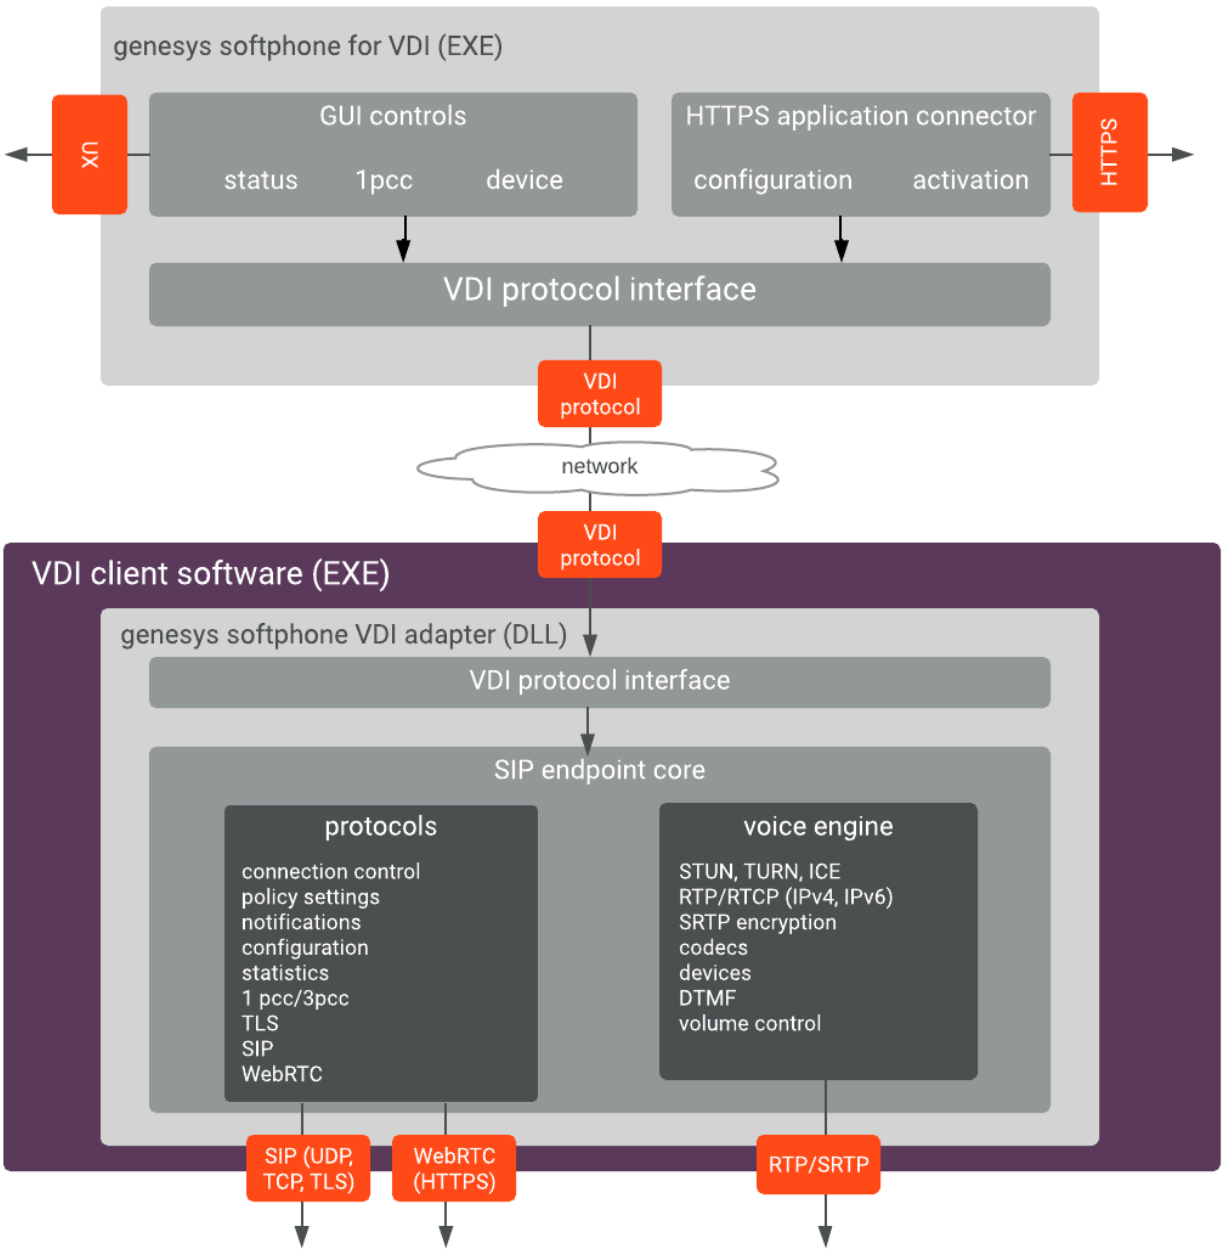 genesys softphone for VDI (EXE)
UX
GUI controls
status 1pcc device
HTTPS application connector
configuration activation
HTTPS
VDI protocol interface
VDI
protocol
network
VDI
protocol
VDI client software (EXE)
genesys softphone VDI adapter (DLL)
VDI protocol interface
SIP endpoint core
protocols
connection control
policy settings
notifications
configuration
statistics
1 pcc/3pcc
TLS
SIP
WebRTC
voice engine
STUN, TURN, ICE
RTP/RTCP (IPv4, IPv6)
SRTP encryption
codecs
devices
DTMF
volume control
SIP (UDP,
TCP, TLS)
WebRTC
(HTTPS)
RTP/SRTP